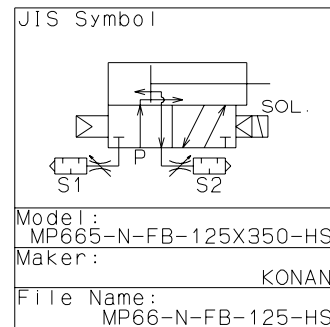 JIS Symbol
SOL.
P
S1
S2
Model:
MP665-N-FB-125X350-HS
Maker:
KONAN
File Name:
MP66-N-FB-125-HS